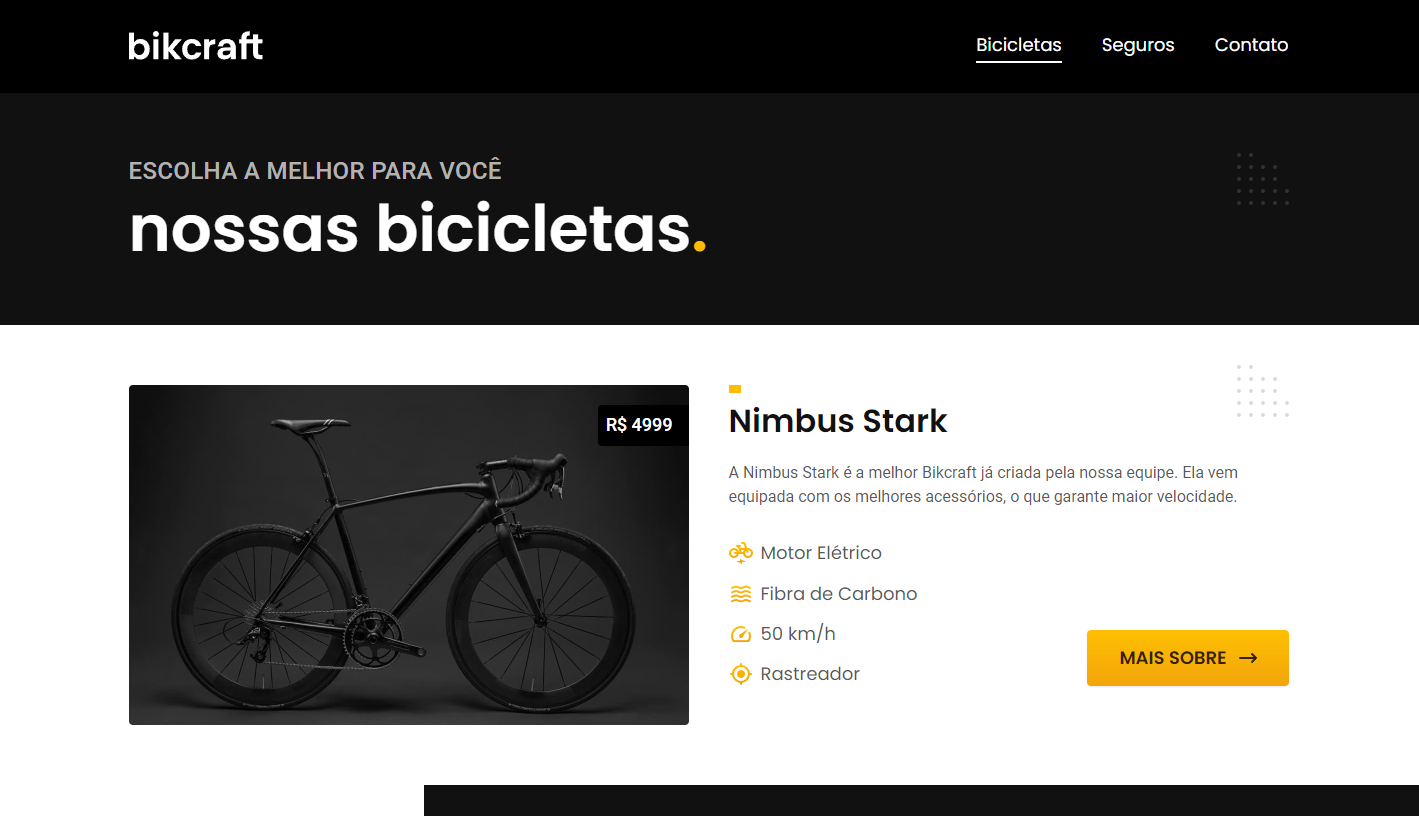 bikcraft
Bicicletas
Seguros
Contato
ESCOLHA A MELHOR PARA VOCÊ
nossas bicicletas.
R$ 4999
Nimbus Stark
A Nimbus Stark é a melhor Bikcraft já criada pela nossa equipe. Ela vem
equipada com os melhores acessórios, o que garante maior velocidade.
Motor Elétrico
Fibra de Carbono
50 km/h
Rastreador
MAIS SOBRE →